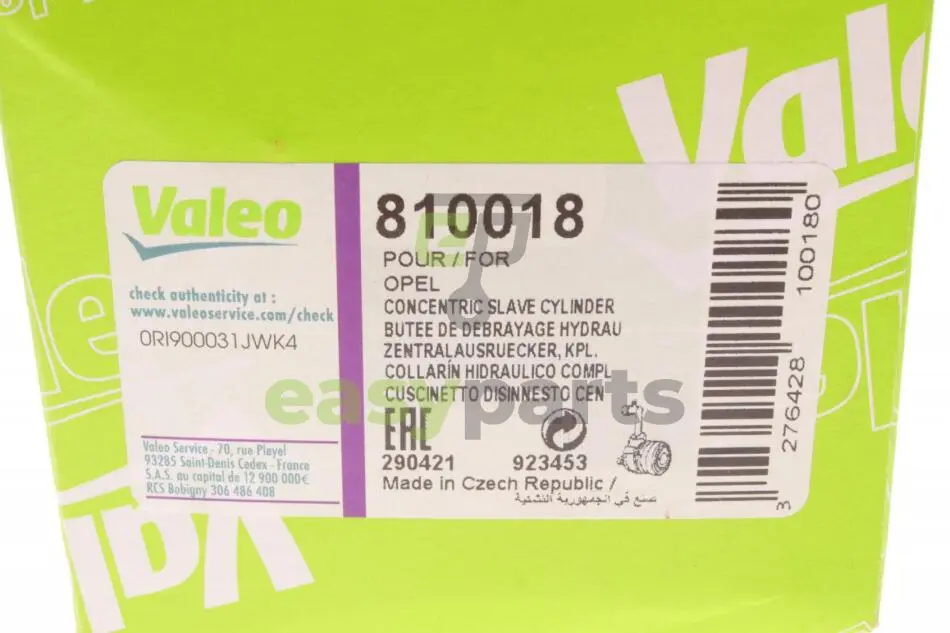 Valeo
Valeo
check authenticity at :
www.valeoservice.com/check
0RI900031JWK4
Valeo Service - 70, rue Pleyel
93285 Saint-Denis Cedex - France
S.A.S. au capital de 12 900 000€
RCS Bobigny 306 486 408
810018
POUR / FOR
OPEL
CONCENTRIC SLAVE CYLINDER
BUTEE DE DEBRAYAGE HYDRAU
ZENTRALAUSRUECKER, KPL.
COLLARÍN HIDRAULICO COMPL
CUSCINETTO DISINNESTO CEN
easyparts
EAC
290421 923453
Made in Czech Republic /
صنع في الجمهورية التشيكية
3 276428 100180
Valeo